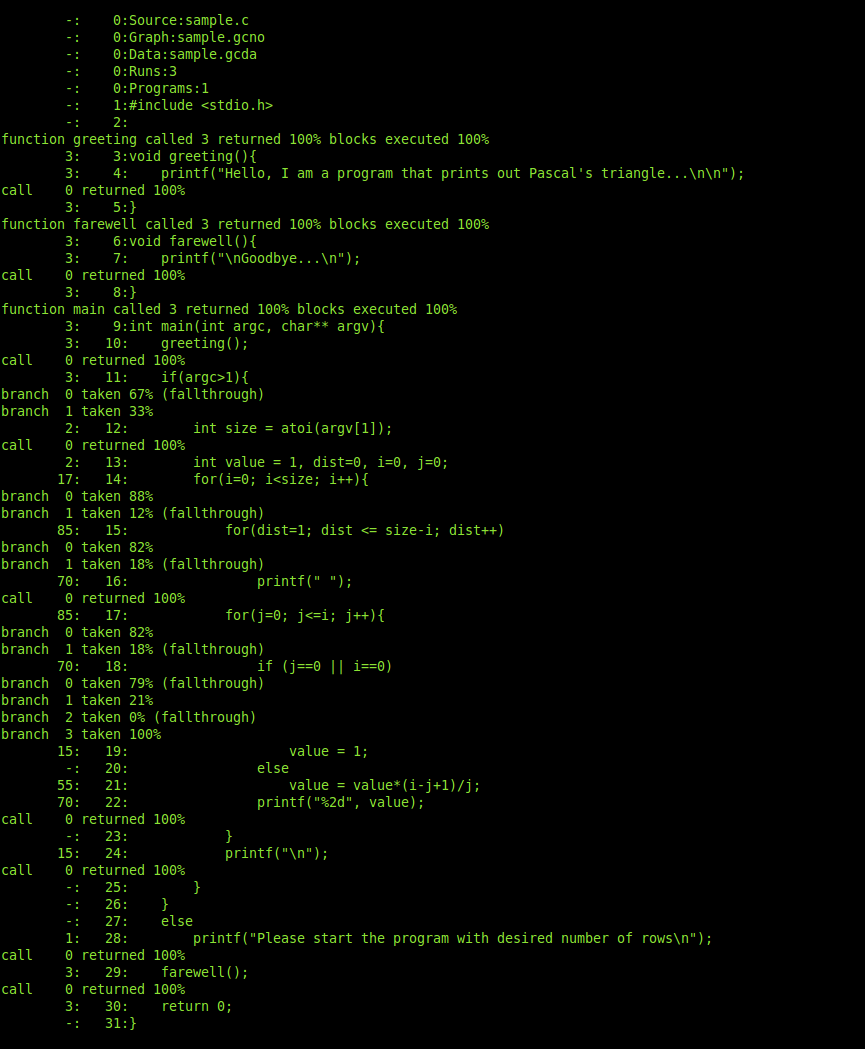 -:    0:Source:sample.c
        -:    0:Graph:sample.gcno
        -:    0:Data:sample.gcda
        -:    0:Runs:3
        -:    0:Programs:1
        -:    1:#include <stdio.h>
        -:    2:
function greeting called 3 returned 100% blocks executed 100%
        3:    3:void greeting(){
        3:    4:    printf("Hello, I am a program that prints out Pascal's triangle...\n\n");
call    0 returned 100%
        3:    5:}
function farewell called 3 returned 100% blocks executed 100%
        3:    6:void farewell(){
        3:    7:    printf("\nGoodbye...\n");
call    0 returned 100%
        3:    8:}
function main called 3 returned 100% blocks executed 100%
        3:    9:int main(int argc, char** argv){
        3:   10:    greeting();
call    0 returned 100%
        3:   11:    if(argc>1){
branch  0 taken 67% (fallthrough)
branch  1 taken 33%
        2:   12:        int size = atoi(argv[1]);
call    0 returned 100%
        2:   13:        int value = 1, dist=0, i=0, j=0;
       17:   14:        for(i=0; i<size; i++){
branch  0 taken 88%
branch  1 taken 12% (fallthrough)
       85:   15:            for(dist=1; dist <= size-i; dist++)
branch  0 taken 82%
branch  1 taken 18% (fallthrough)
       70:   16:                printf(" ");
call    0 returned 100%
       85:   17:            for(j=0; j<=i; j++){
branch  0 taken 82%
branch  1 taken 18% (fallthrough)
       70:   18:                if (j==0 || i==0)
branch  0 taken 79% (fallthrough)
branch  1 taken 21%
branch  2 taken 0% (fallthrough)
branch  3 taken 100%
       15:   19:                    value = 1;
        -:   20:                else
       55:   21:                    value = value*(i-j+1)/j;
       70:   22:                printf("%2d", value);
call    0 returned 100%
        -:   23:            }
       15:   24:            printf("\n");
call    0 returned 100%
        -:   25:        }
        -:   26:    }
        -:   27:    else
        1:   28:        printf("Please start the program with desired number of rows\n");
call    0 returned 100%
        3:   29:    farewell();
call    0 returned 100%
        3:   30:    return 0;
        -:   31:}